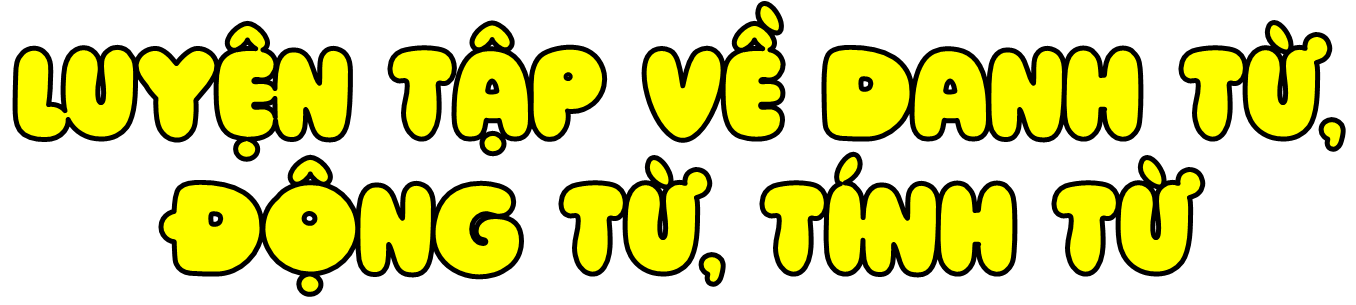 LUYỆN TẬP VỀ DANH TỪ,
ĐỘNG TỪ, TÍNH TỪ